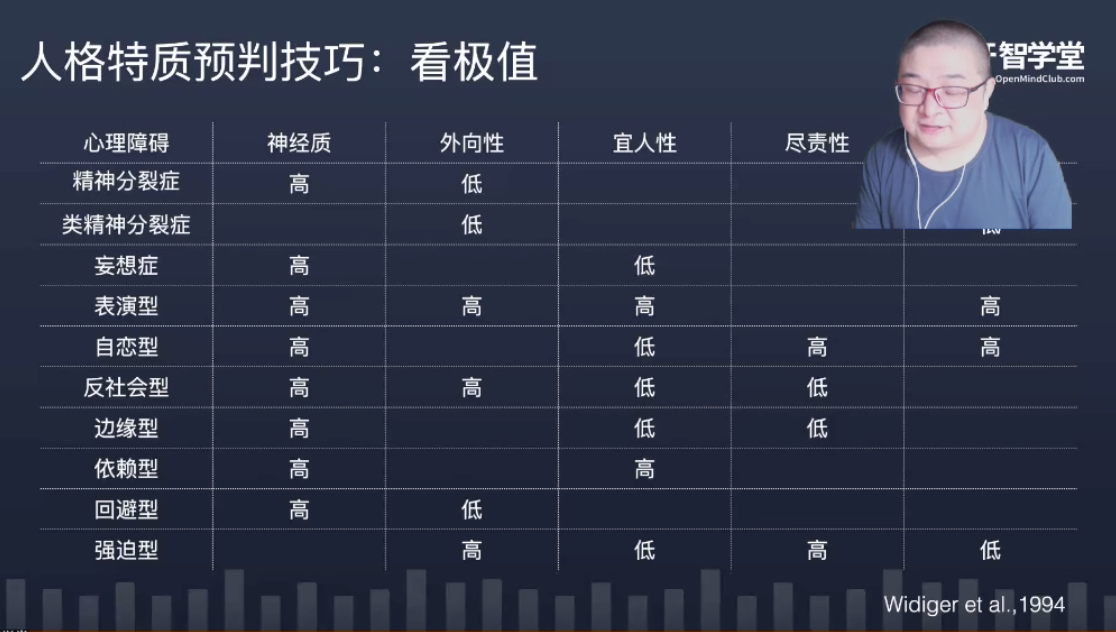 人格特质预判技巧：看极值
智学堂
OpenMindClub.com
心理障碍 神经质 外向性 宜人性 尽责性
精神分裂症 高 低
类精神分裂症 低
妄想症 高 低
表演型 高 高 高 高
自恋型 高 低 高 高
反社会型 高 高 低 低
边缘型 高 低 低
依赖型 高 高
回避型 高 低
强迫型 高 低 高 低
Widiger et al.,1994